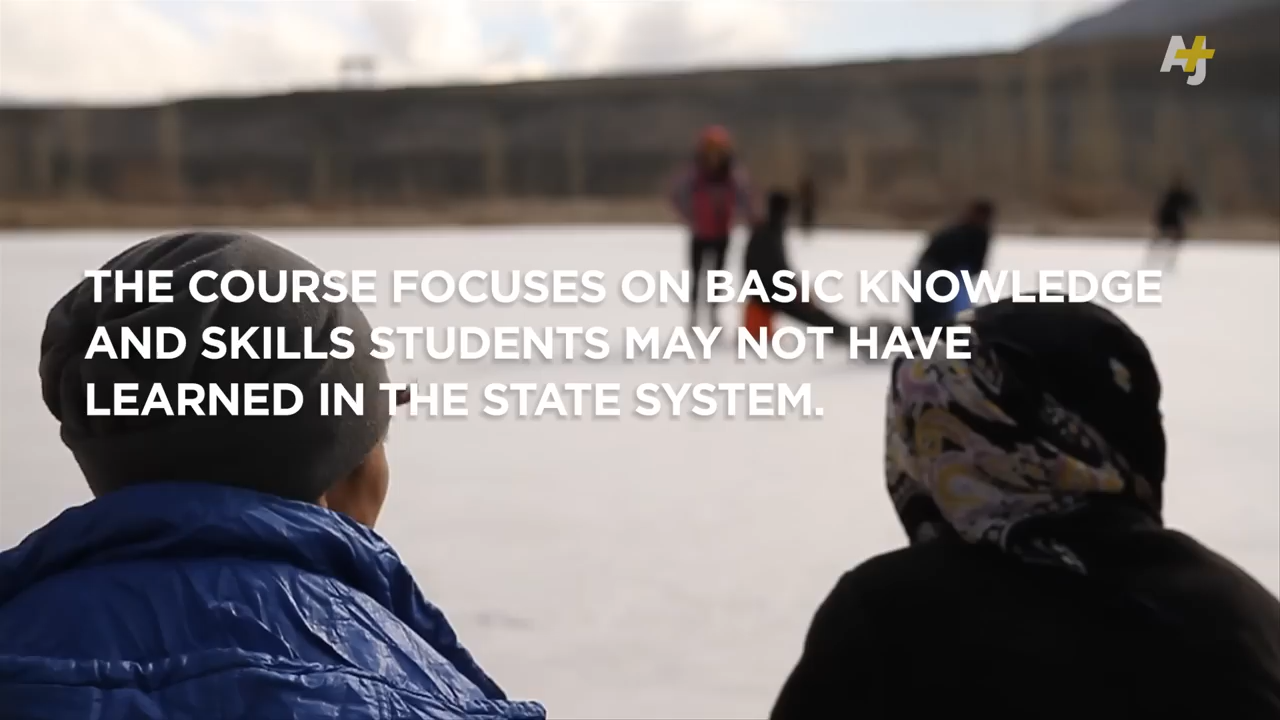 AJ+
THE COURSE FOCUSES ON BASIC KNOWLEDGE
AND SKILLS STUDENTS MAY NOT HAVE
LEARNED IN THE STATE SYSTEM.